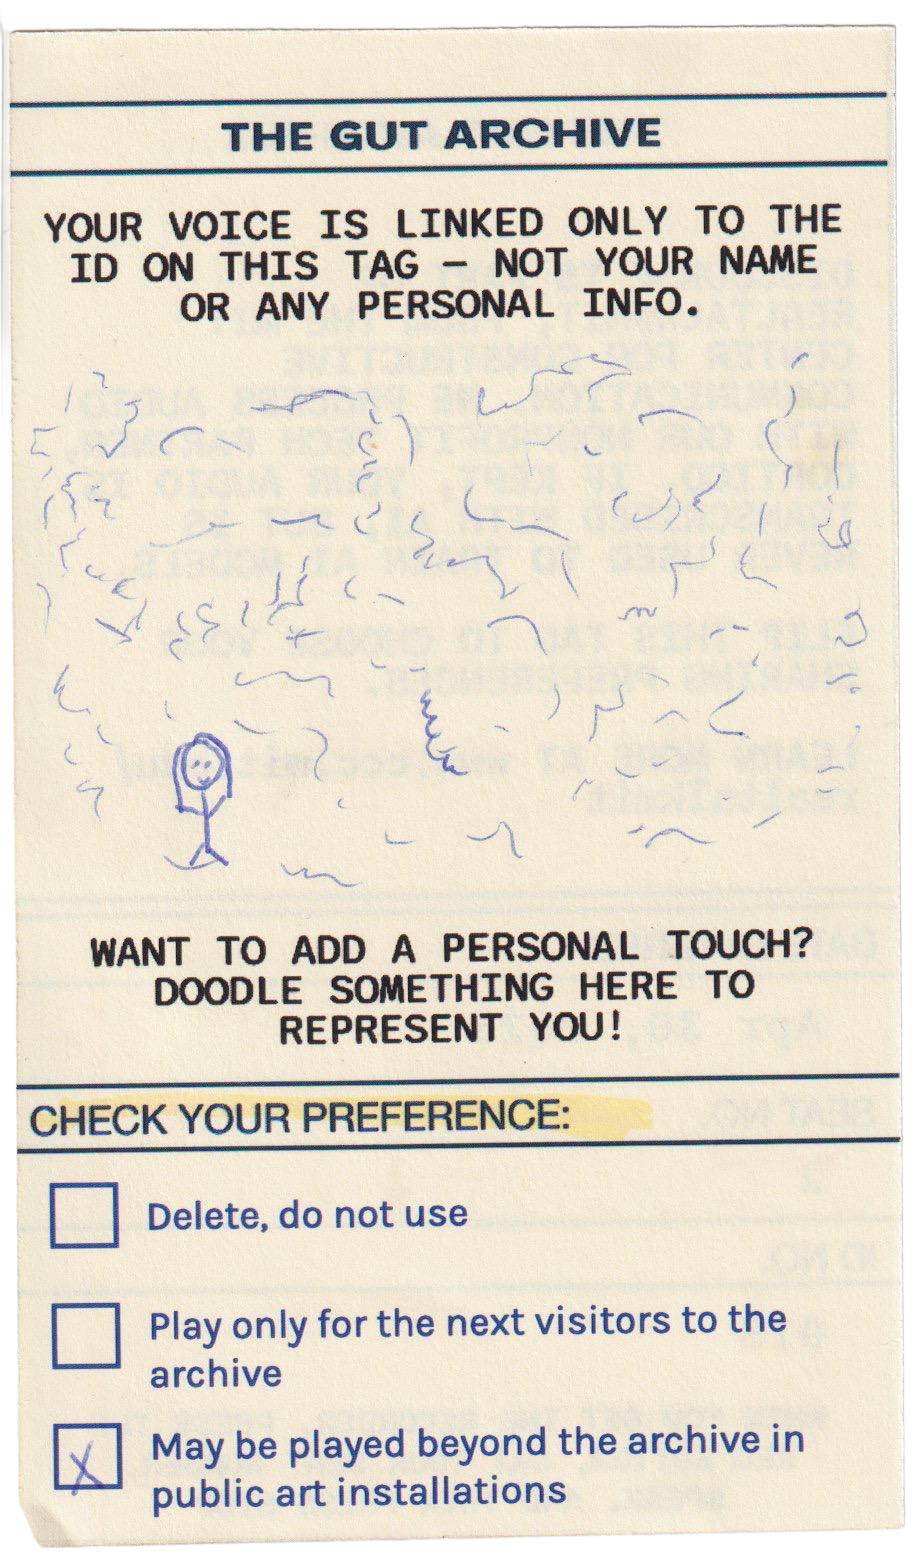 THE GUT ARCHIVE
YOUR VOICE IS LINKED ONLY TO THE
ID ON THIS TAG — NOT YOUR NAME
OR ANY PERSONAL INFO.
WANT TO ADD A PERSONAL TOUCH?
DOODLE SOMETHING HERE TO
REPRESENT YOU!
CHECK YOUR PREFERENCE:
Delete, do not use
Play only for the next visitors to the
archive
X May be played beyond the archive in
public art installations